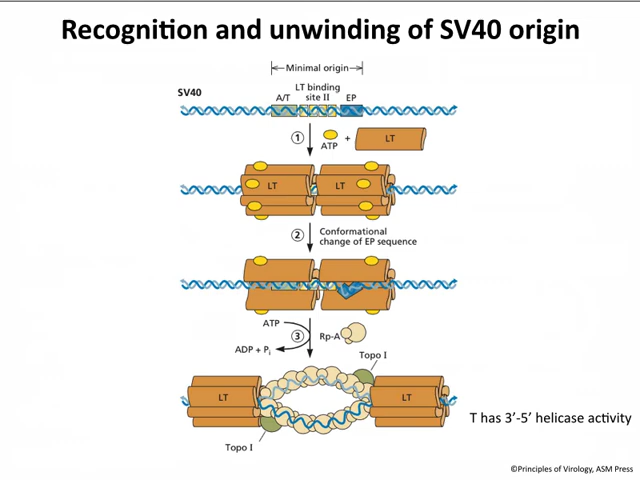 Recognition and unwinding of SV40 origin
Minimal origin
SV40
LT binding
A/T site II EP
1
ATP + LT
LT LT
2 Conformational
change of EP sequence
ATP
3 Rp-A
ADP + Pi
Topo I
LT LT
T has 3’-5’ helicase activity
Topo I
©Principles of Virology, ASM Press